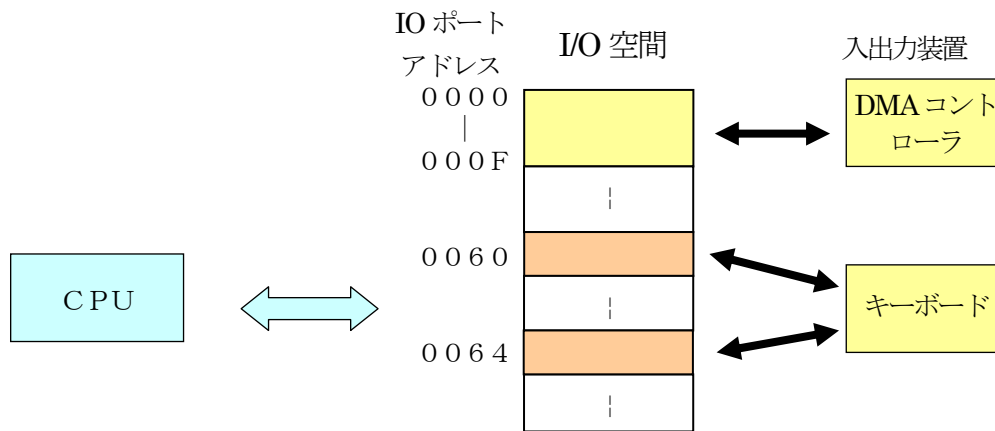 IO ポート
アドレス
I/O 空間
入出力装置
００００
｜
０００Ｆ
DMA コント
ローラ
００６０
ＣＰＵ
キーボード
００６４